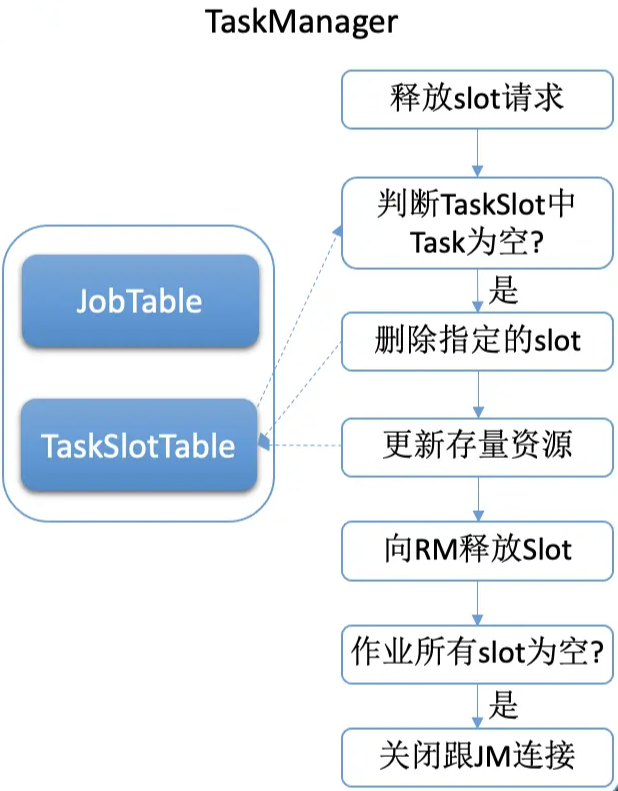 TaskManager
释放slot请求
判断TaskSlot中
Task为空?
是
JobTable
删除指定的slot
TaskSlotTable
更新存量资源
向RM释放Slot
作业所有slot为空?
是
关闭跟JM连接